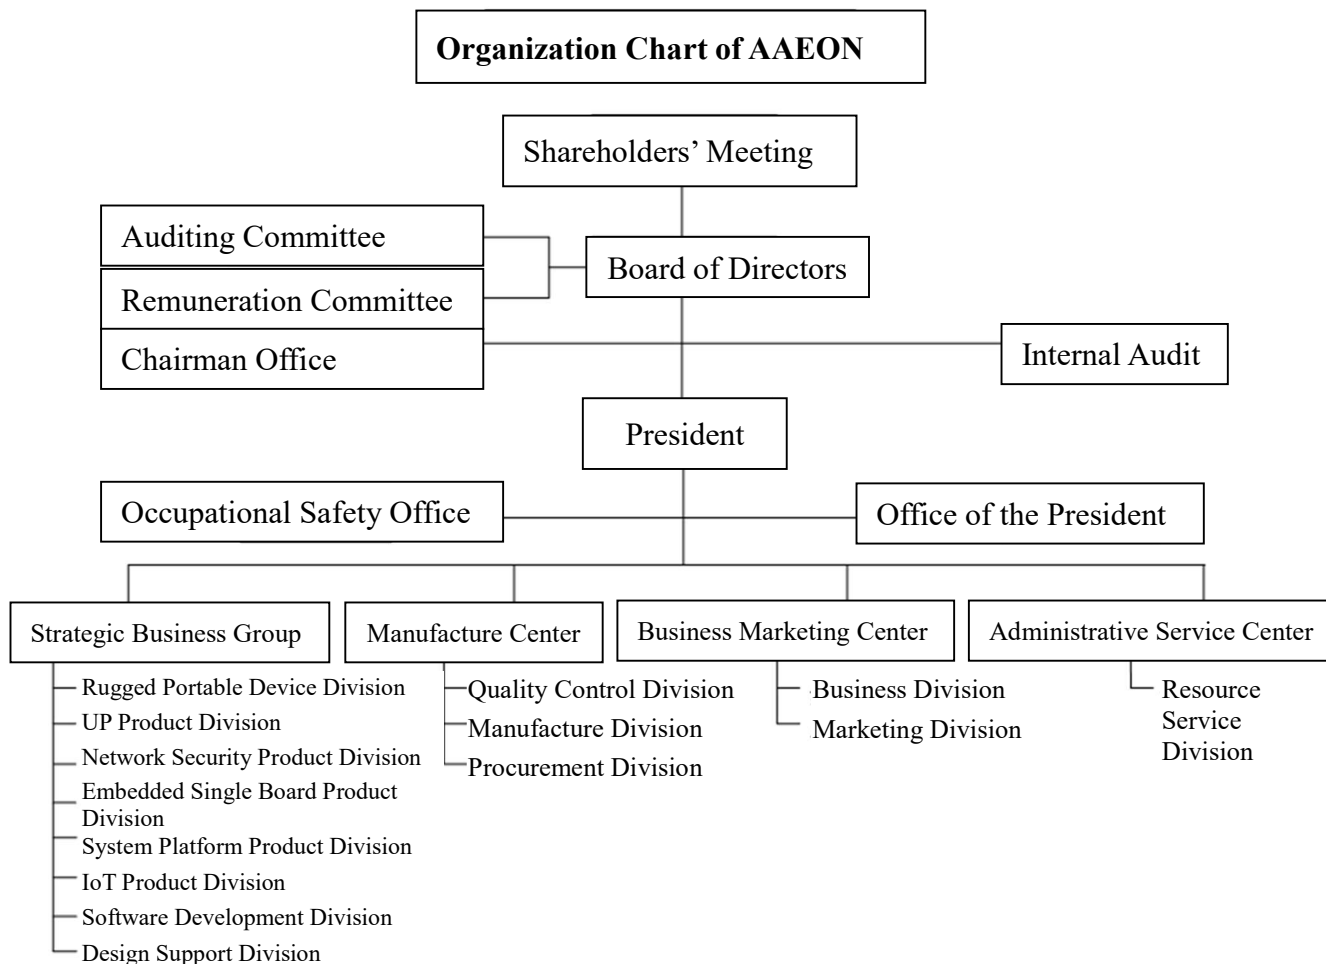 Organization Chart of AAEON
Shareholders’ Meeting
Auditing Committee
Board of Directors
Remuneration Committee
Chairman Office
Internal Audit
President
Occupational Safety Office
Office of the President
Strategic Business Group
Manufacture Center
Business Marketing Center
Administrative Service Center
Rugged Portable Device Division
UP Product Division
Network Security Product Division
Embedded Single Board Product
Division
System Platform Product Division
IoT Product Division
Software Development Division
Design Support Division
Quality Control Division
Manufacture Division
Procurement Division
Business Division
Marketing Division
Resource
Service
Division